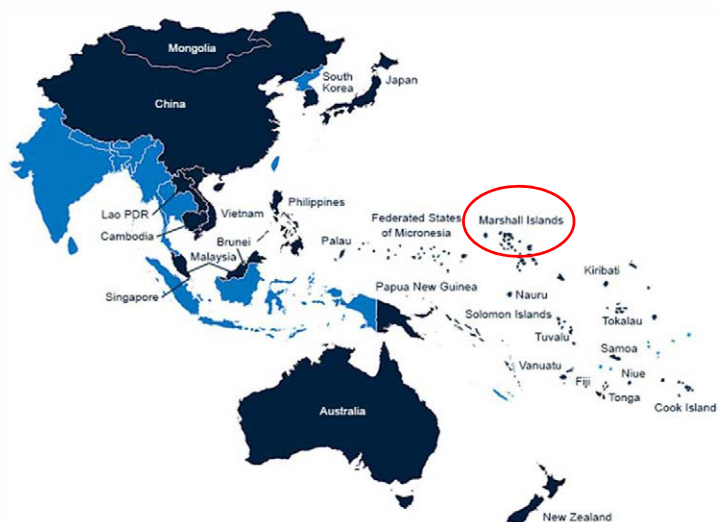 Mongolia
South
Korea
Japan
China
Lao PDR
Vietnam
Philippines
Cambodia
Brunei
Malaysia
Singapore
Palau
Federated States
of Micronesia
Marshall Islands
Papua New Guinea
Nauru
Kiribati
Solomon Islands
Tuvalu
Tokalau
Samoa
Vanuatu
Fiji
Niue
Tonga
Cook Island
Australia
New Zealand